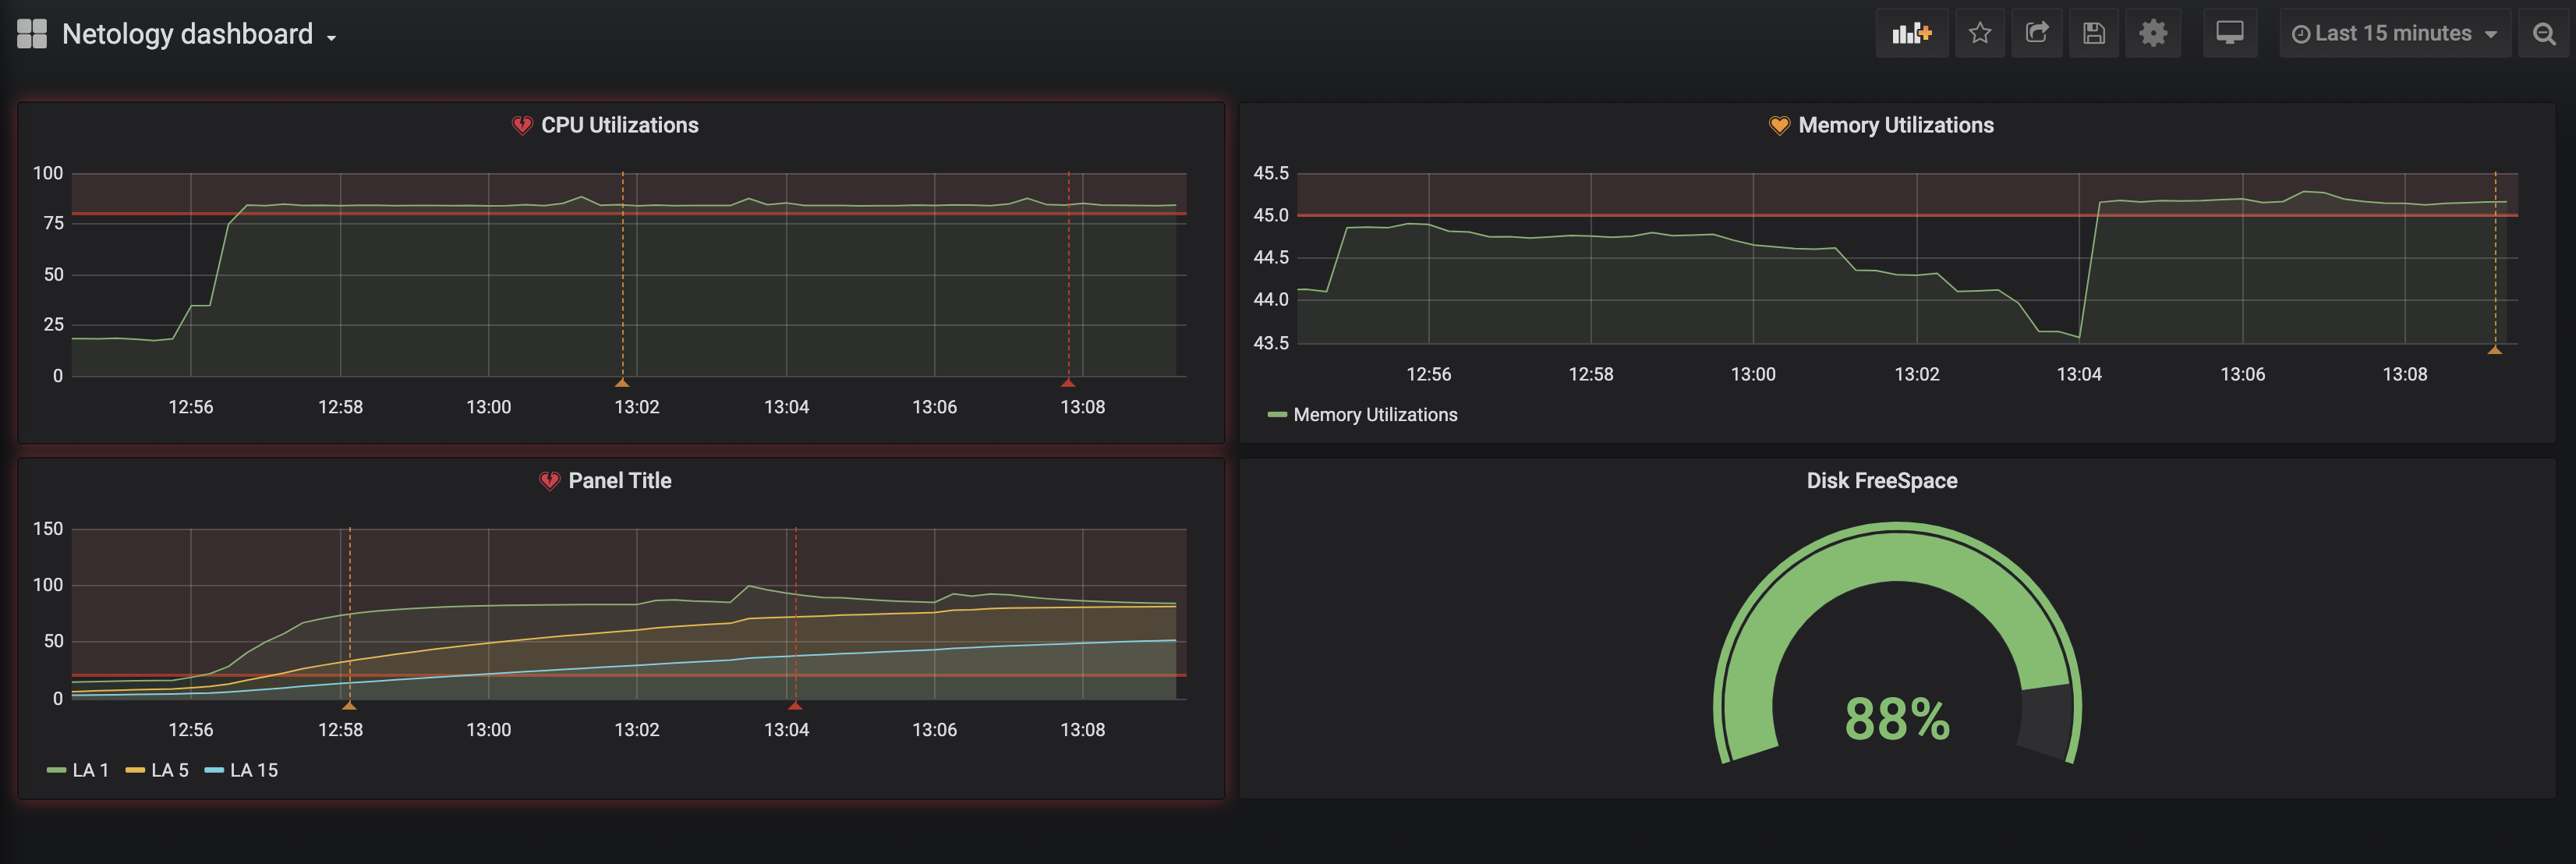 Netology dashboard
Last 15 minutes
CPU Utilizations
100
75
50
25
0
12:56 12:58 13:00 13:02 13:04 13:06 13:08
Memory Utilizations
45.5
45.0
44.5
44.0
43.5
12:56 12:58 13:00 13:02 13:04 13:06 13:08
Memory Utilizations
Panel Title
150
100
50
0
12:56 12:58 13:00 13:02 13:04 13:06 13:08
LA 1 LA 5 LA 15
Disk FreeSpace
88%